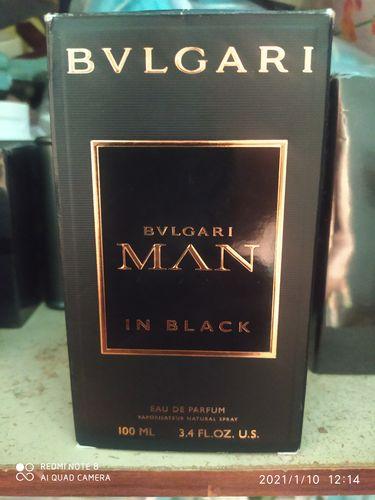 BVLGARI
BVLGARI
MAN
IN BLACK
EAU DE PARFUM
VAPORISATEUR NATURAL SPRAY
100 ML 3.4 FL.OZ. U.S.
REDMI NOTE 8
AI QUAD CAMERA
2021/1/10 12:14